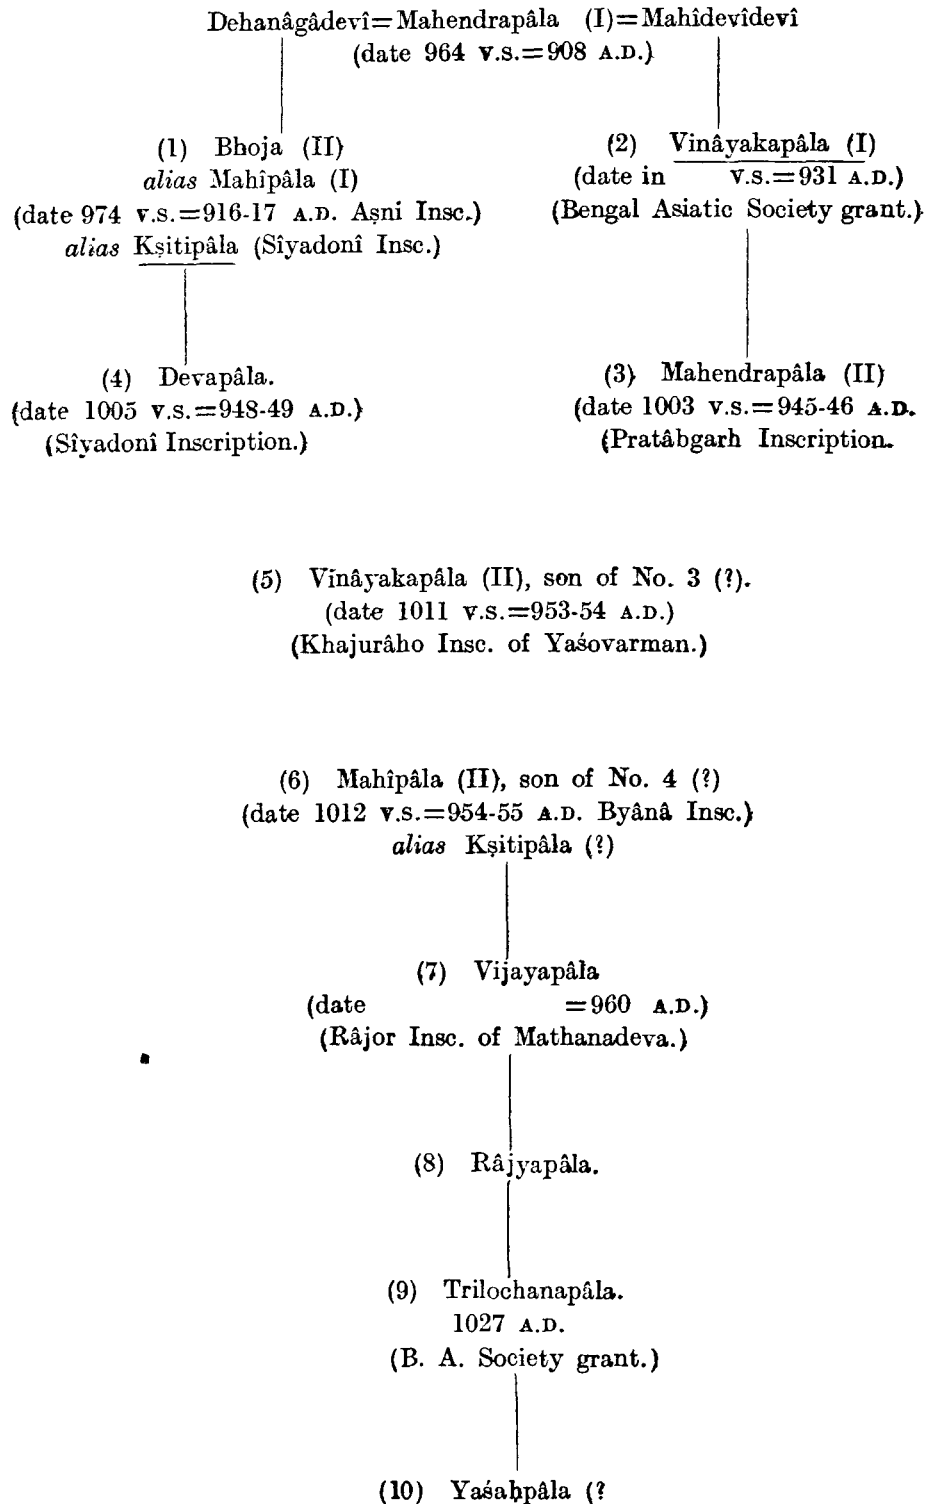 Dehanâgâdevî=Mahendrapâla (I)=Mahîdevîdevî
(date 964 V.S.=908 A.D.)
(1) Bhoja (II)
alias Mahîpâla (I)
(date 974 V.S.=916-17 A.D. Aṣni Insc.)
alias Kṣitipâla (Sîyadonî Insc.)
(2) Vinâyakapâla (I)
(date in V.S.=931 A.D.)
(Bengal Asiatic Society grant.)
(4) Devapâla.
(date 1005 V.S.=948-49 A.D.)
(Sîyadonî Inscription.)
(3) Mahendrapâla (II)
(date 1003 V.S.=945-46 A.D.
(Pratâbgarh Inscription.
(5) Vinâyakapâla (II), son of No. 3 (?).
(date 1011 V.S.=953-54 A.D.)
(Khajurâho Insc. of Yaśovarman.)
(6) Mahîpâla (II), son of No. 4 (?)
(date 1012 V.S.=954-55 A.D. Byânâ Insc.)
alias Kṣitipâla (?)
(7) Vijayapâla
(date =960 A.D.)
(Râjor Insc. of Mathanadeva.)
(8) Râjyapâla.
(9) Trilochanapâla.
1027 A.D.
(B. A. Society grant.)
(10) Yaśaḥpâla (?